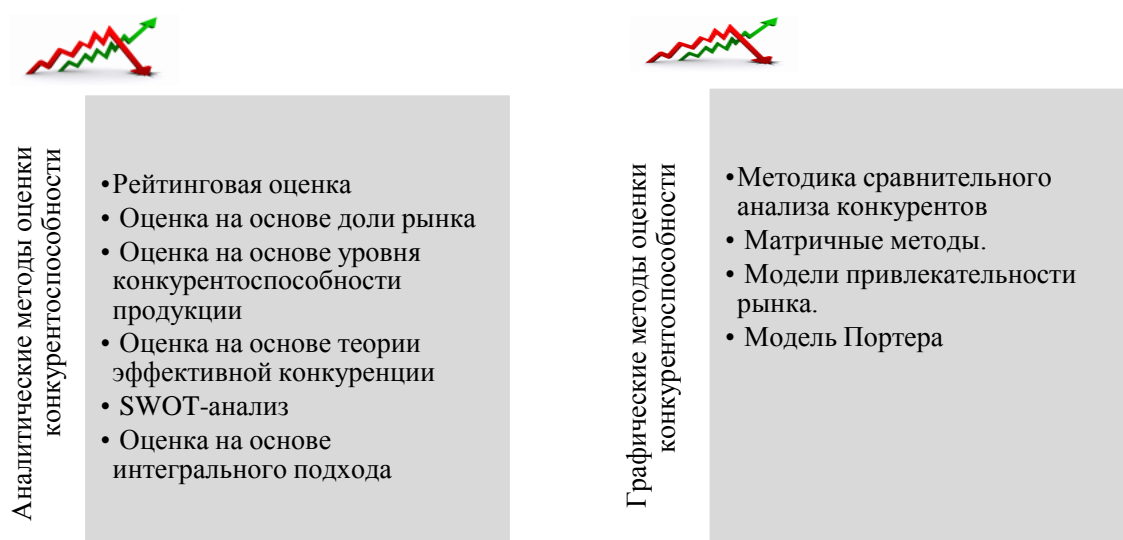 Аналитические методы оценки
конкурентоспособности
•Рейтинговая оценка
• Оценка на основе доли рынка
• Оценка на основе уровня
конкурентоспособности
продукции
• Оценка на основе теории
эффективной конкуренции
• SWOT-анализ
• Оценка на основе
интегрального подхода
Графические методы оценки
конкурентоспособности
•Методика сравнительного
анализа конкурентов
• Матричные методы.
• Модели привлекательности
рынка.
• Модель Портера